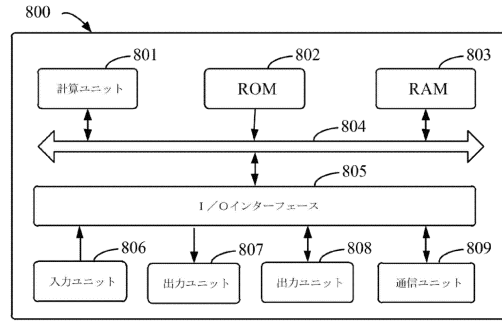 800
801
802
803
計算ユニット
ROM
RAM
804
805
I／Oインターフェース
806
807
808
809
入力ユニット
出力ユニット
出力ユニット
通信ユニット